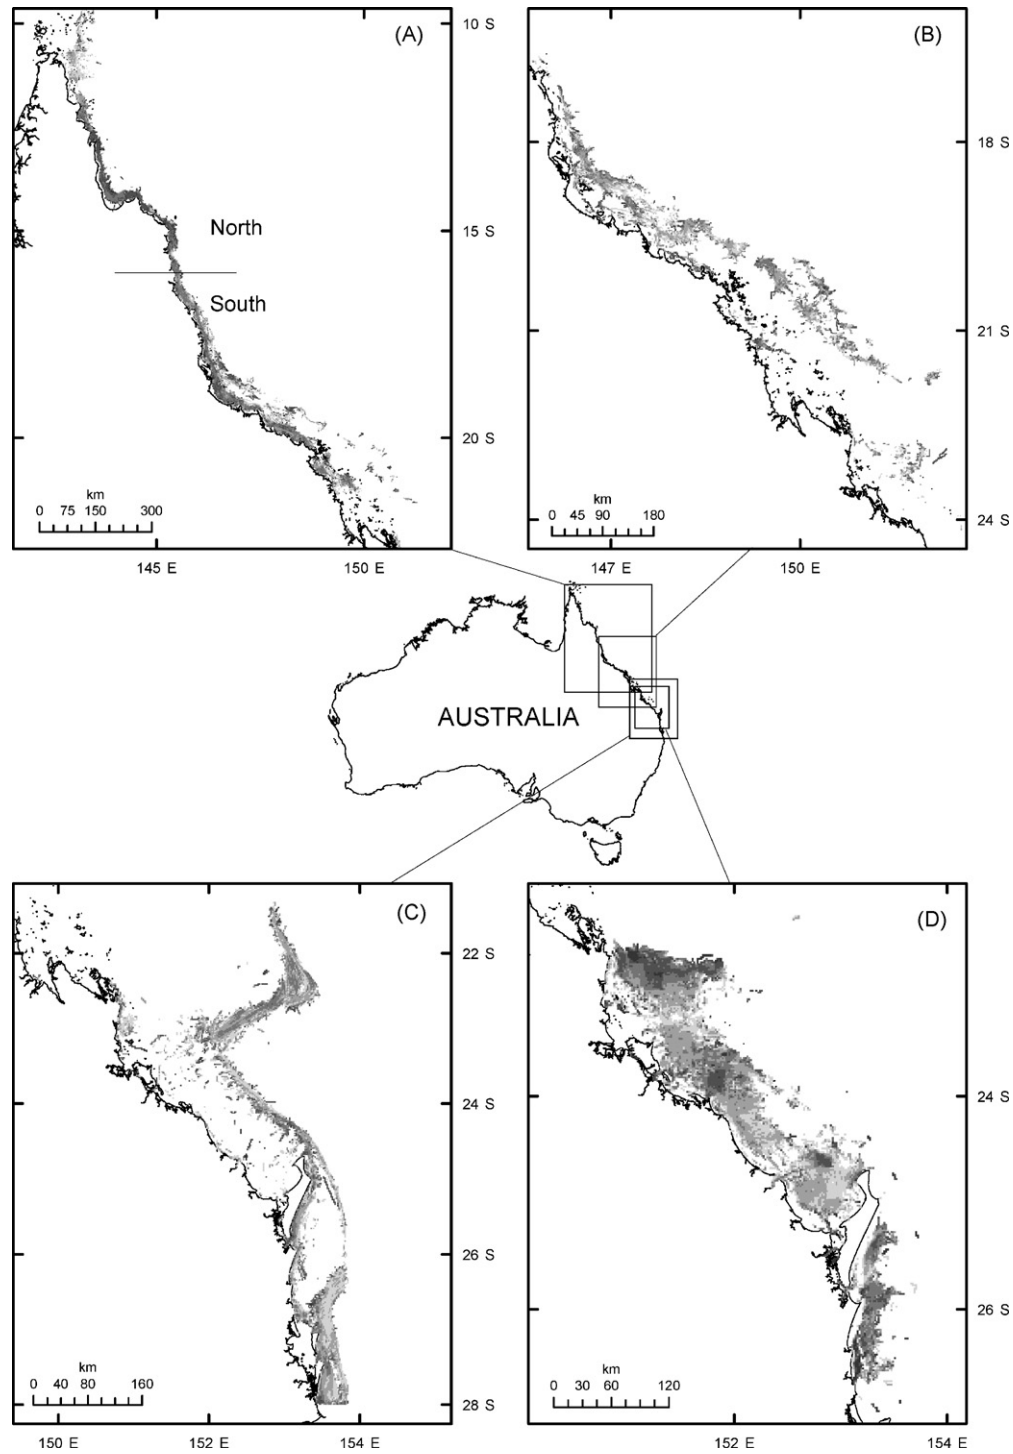 (A)
10 S
North
15 S
South
20 S
km
0 75 150 300
145 E
150 E
(B)
18 S
21 S
km
0 45 90 180
24 S
147 E
150 E
AUSTRALIA
(C)
22 S
24 S
26 S
km
0 40 80 160
28 S
150 E
152 E
154 E
(D)
24 S
26 S
km
0 30 60 120
152 E
154 E